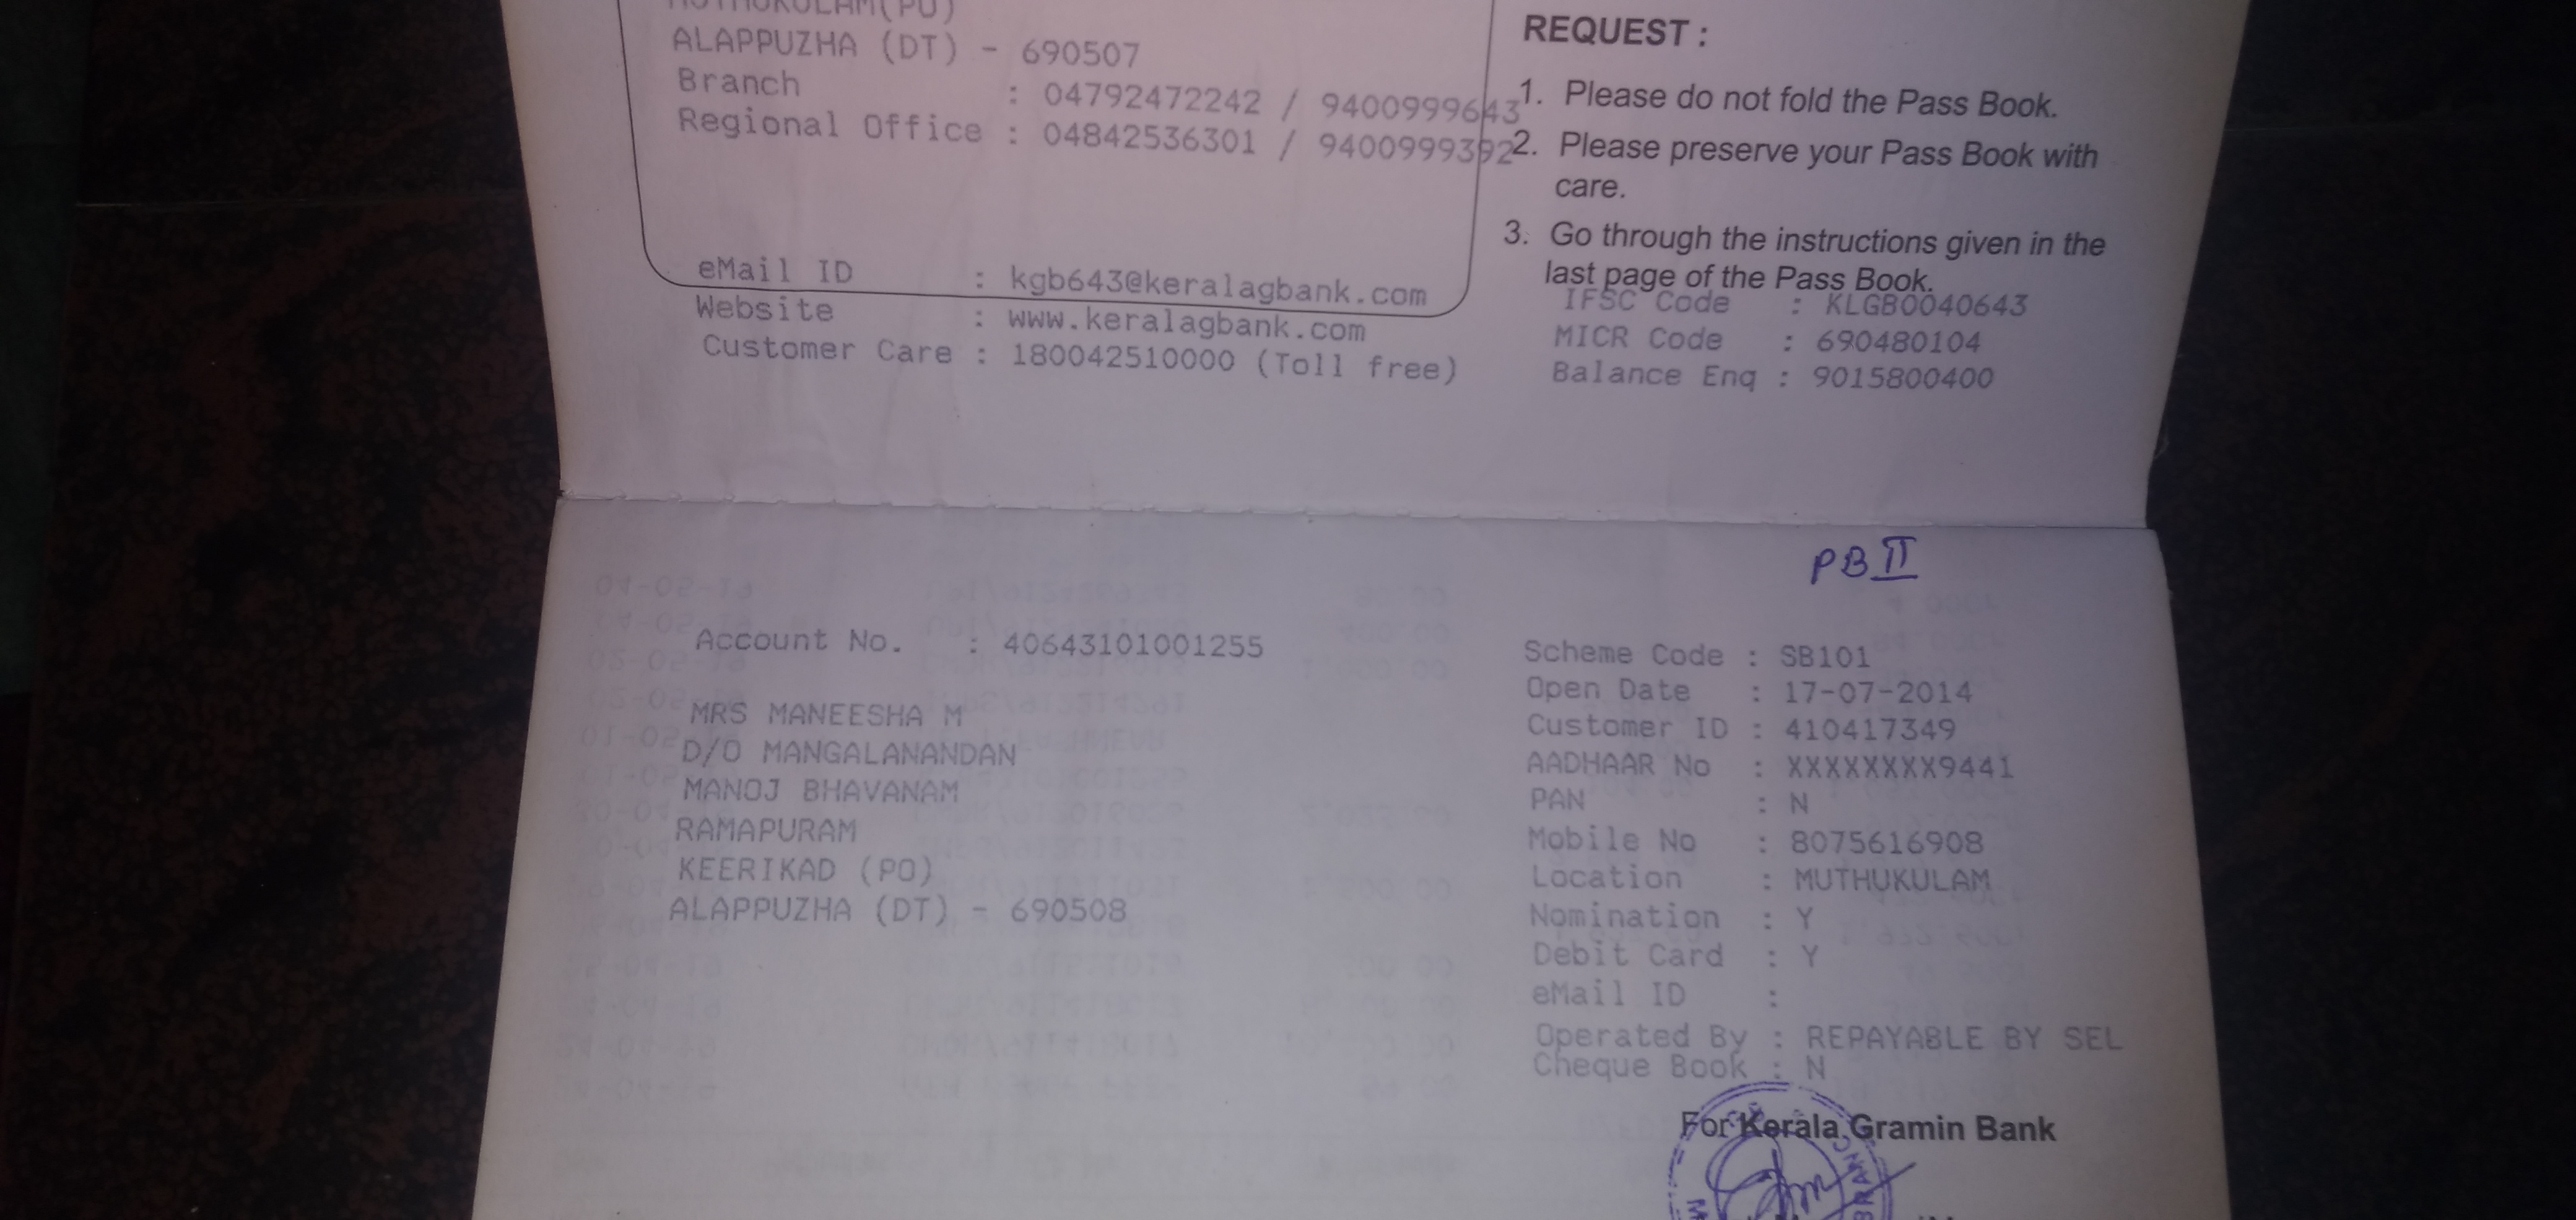 MUTHUKULAM(PO)
ALAPPUZHA (DT) - 690507
Branch : 04792472242 / 9400999643
Regional Office : 04842536301 / 9400999392
eMail ID : kgb643@keralagbank.com
Website : www.keralagbank.com
Customer Care : 180042510000 (Toll free)
REQUEST :
1. Please do not fold the Pass Book.
2. Please preserve your Pass Book with
care.
3. Go through the instructions given in the
last page of the Pass Book.
IFSC Code : KLGB0040643
MICR Code : 690480104
Balance Enq : 9015800400
PB II
Account No. : 40643101001255
MRS MANEESHA M
D/O MANGALANANDAN
MANOJ BHAVANAM
RAMAPURAM
KEERIKAD (PO)
ALAPPUZHA (DT) - 690508
Scheme Code : SB101
Open Date : 17-07-2014
Customer ID : 410417349
AADHAAR No : XXXXXXXX9441
PAN : N
Mobile No : 8075616908
Location : MUTHUKULAM
Nomination : Y
Debit Card : Y
eMail ID :
Operated By : REPAYABLE BY SEL
Cheque Book : N
For Kerala Gramin Bank